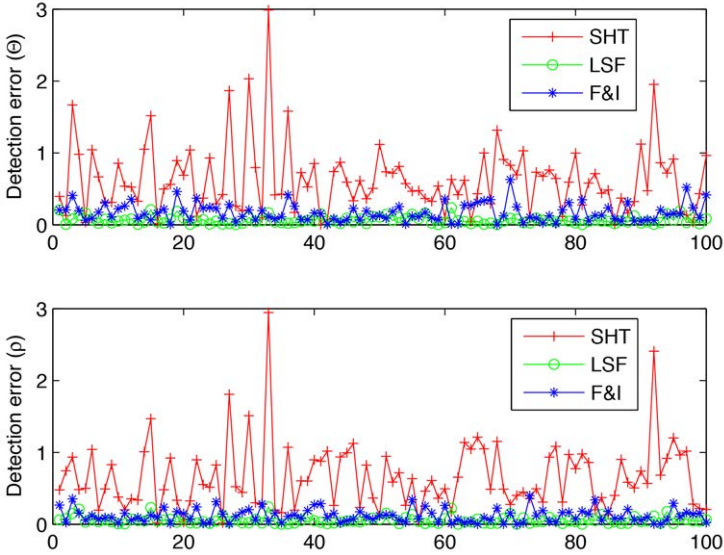 3
2
1
0
Detection error (Θ)
SHT
LSF
F&I
0
20
40
60
80
100
3
2
1
0
Detection error (ρ)
SHT
LSF
F&I
0
20
40
60
80
100